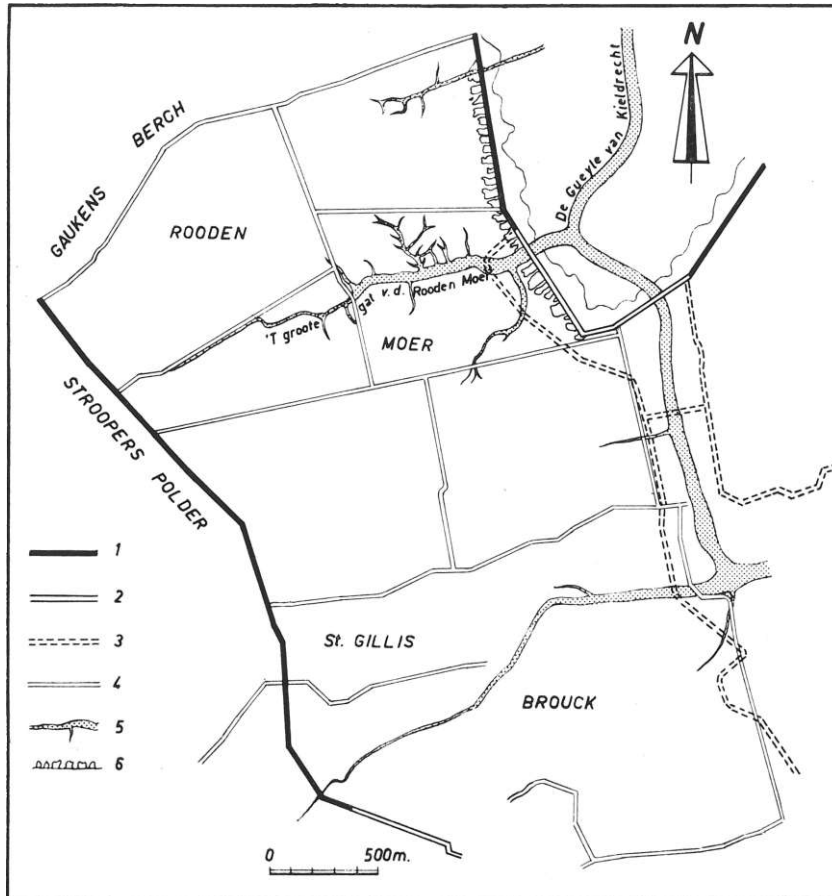 N
De Gueyle van Kieldrecht
GAUKENS BERGH
ROODEN
'T groote gat v.d. Rooden Moer
MOER
STROOPERS POLDER
1
2
3
4
5
6
St. GILLIS
BROUCK
0 500m.